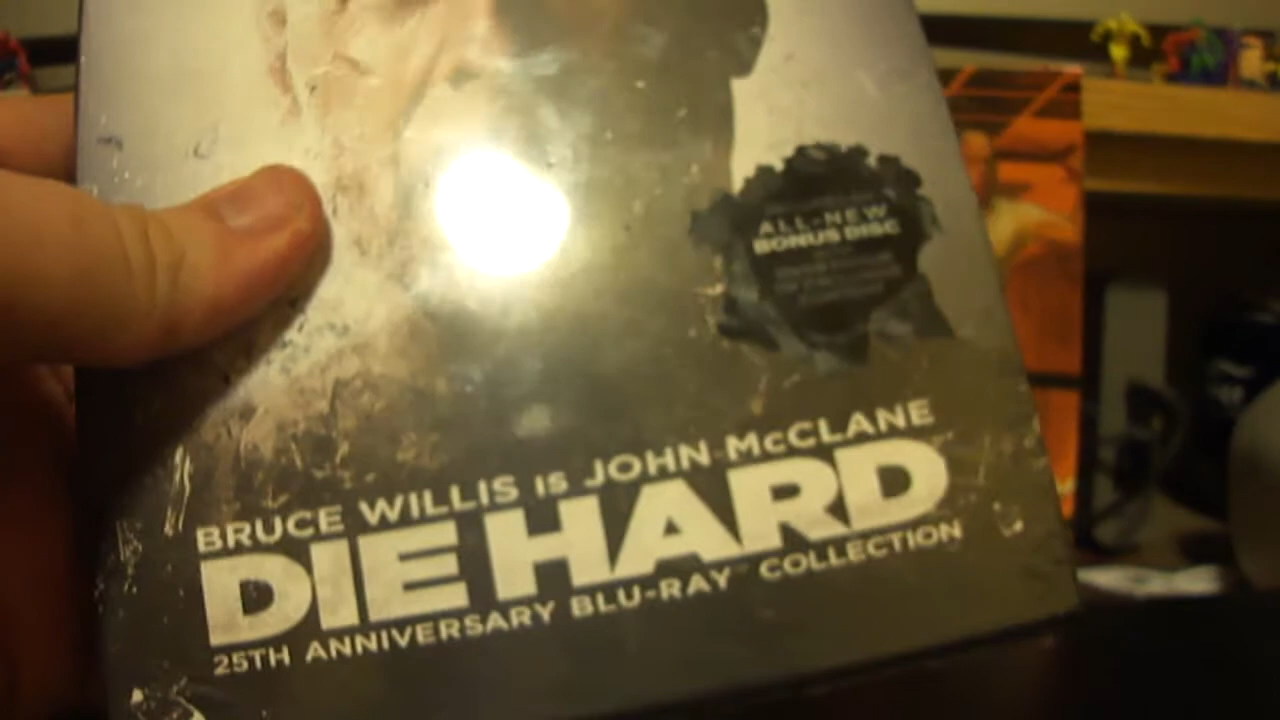 ALL-NEW
BONUS DISC
BRUCE WILLIS IS JOHN McCLANE
DIE HARD
25TH ANNIVERSARY BLU-RAY COLLECTION